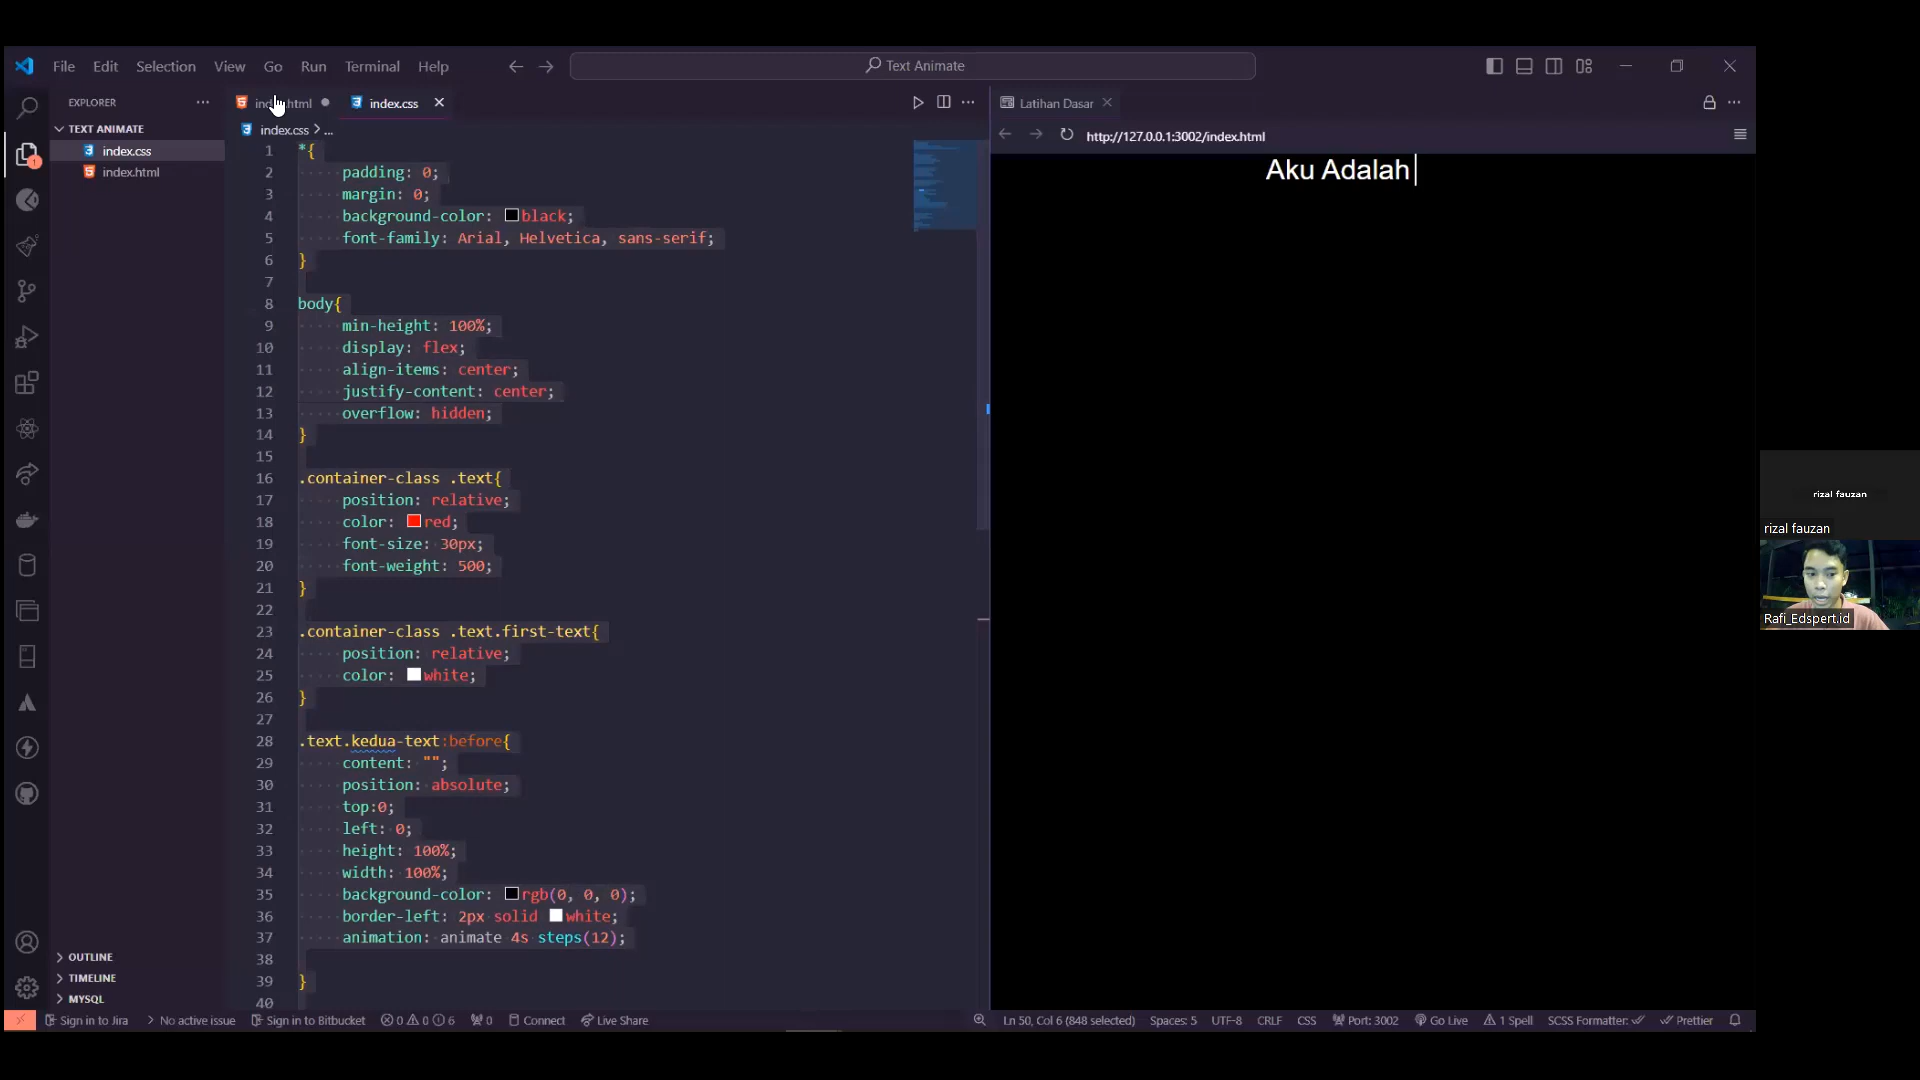 File Edit Selection View Go Run Terminal Help
Text Animate
EXPLORER
TEXT ANIMATE
index.css
index.html
index.css
index.css > ...
1 *{
2 padding: 0;
3 margin: 0;
4 background-color: black;
5 font-family: Arial, Helvetica, sans-serif;
6 }
7
8 body{
9 min-height: 100%;
10 display: flex;
11 align-items: center;
12 justify-content: center;
13 overflow: hidden;
14 }
15
16 .container-class .text{
17 position: relative;
18 color: red;
19 font-size: 30px;
20 font-weight: 500;
21 }
22
23 .container-class .text.first-text{
24 position: relative;
25 color: white;
26 }
27
28 .text.kedua-text:before{
29 content: "";
30 position: absolute;
31 top:0;
32 left: 0;
33 height: 100%;
34 width: 100%;
35 background-color: rgb(0, 0, 0);
36 border-left: 2px solid white;
37 animation: animate 4s steps(12);
38
39 }
40
Latihan Dasar
http://127.0.0.1:3002/index.html
Aku Adalah
rizal fauzan
rizal fauzan
Rafi_Edspert.id
OUTLINE
TIMELINE
MYSQL
Sign in to Jira No active issue Sign in to Bitbucket 0 0 6 0 Connect Live Share Ln 50, Col 6 (848 selected) Spaces: 5 UTF-8 CRLF CSS Port: 3002 Go Live 1 Spell SCSS Formatter: Prettier